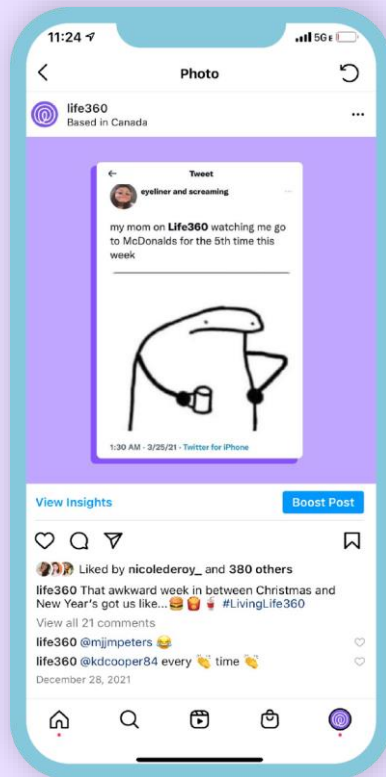 11:24
5G E
Photo
life360
Based in Canada
...
Tweet
eyeliner and screaming
...
my mom on Life360 watching me go
to McDonalds for the 5th time this
week
1:30 AM - 3/25/21 - Twitter for iPhone
View Insights
Boost Post
Liked by nicolederoy_ and 380 others
life360 That awkward week in between Christmas and
New Year's got us like...🍔🍟🥤 #LivingLife360
View all 21 comments
life360 @mjjmpeters 😂
life360 @kdcooper84 every 👏 time 👏
December 28, 2021